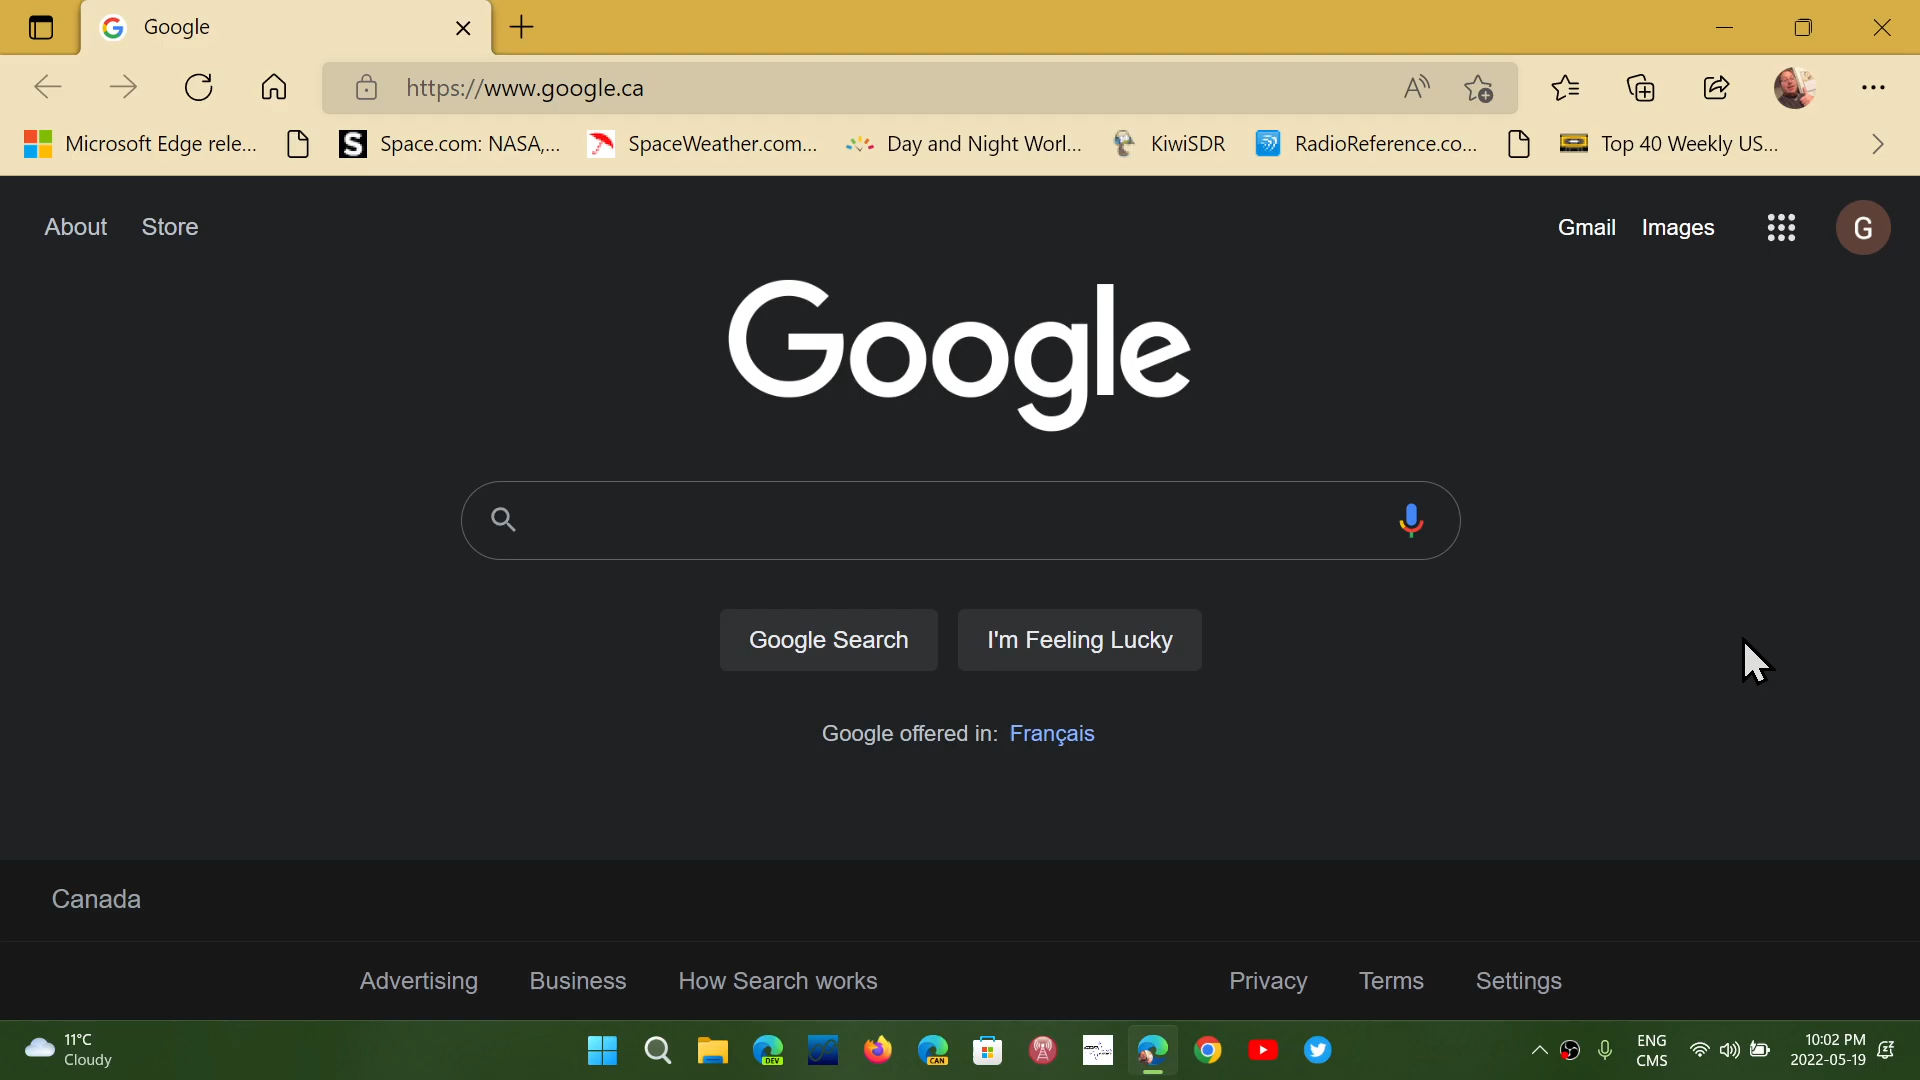 Google
https://www.google.ca
Microsoft Edge rele...
Space.com: NASA,...
SpaceWeather.com...
Day and Night Worl...
KiwiSDR
RadioReference.co...
Top 40 Weekly US...
About Store
Gmail Images
G
Google
Google Search
I'm Feeling Lucky
Google offered in: Français
Canada
Advertising Business How Search works
Privacy Terms Settings
11°C
Cloudy
DEV
CAN
ENG
CMS
10:02 PM
2022-05-19